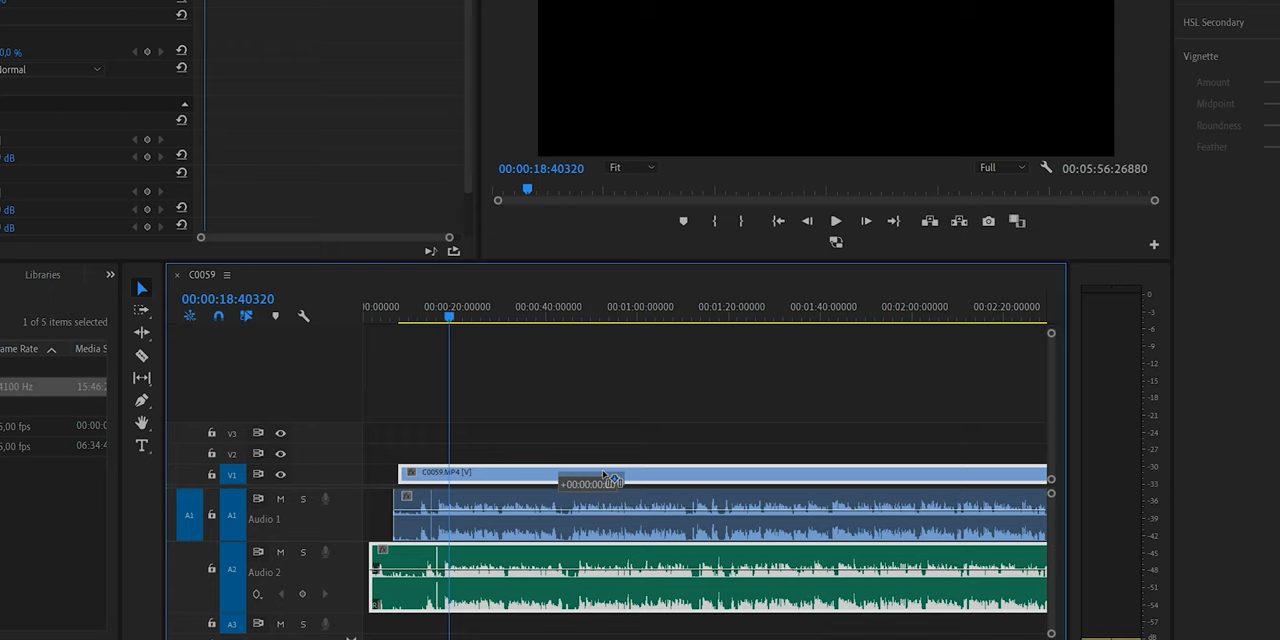 HSL Secondary
0,0 %
Vignette
ormal
Amount
Midpoint
Roundness
Feather
dB
dB
dB
00:00:18:40320
Fit
Full
00:05:56:26880
Libraries
C0059
00:00:18:40320
1 of 5 items selected
ame Rate
Media S
:00:00000
00:00:20:00000
00:00:40:00000
00:01:00:00000
00:01:20:00000
00:01:40:00000
00:02:00:00000
00:02:20:00000
4100 Hz
15:46:2
5,00 fps
00:00:0
5,00 fps
06:34:4
V3
V2
V1
C0059.MP4 [V]
+00:00:00:0
A1
A1
M
S
Audio 1
A2
M
S
Audio 2
A3
M
S
0
-3
-6
-9
-12
-15
-18
-21
-24
-27
-30
-33
-36
-39
-42
-45
-48
-51
-54
-57
dB